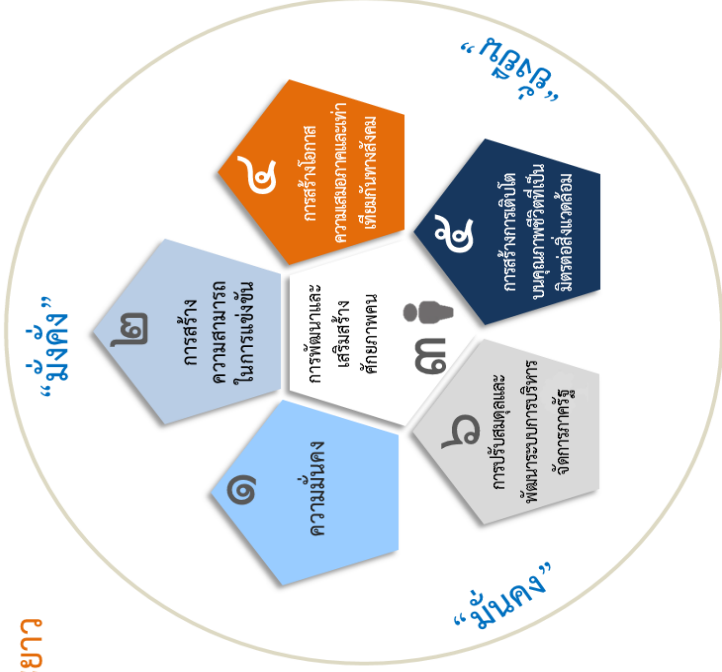 ยาว
“มั่งคั่ง”
“ยั่งยืน”
“มั่นคง”
๑
ความมั่นคง
๒
การสร้าง
ความสามารถ
ในการแข่งขัน
การพัฒนาและ
เสริมสร้าง
ศักยภาพคน
๓
๔
การสร้างโอกาส
ความเสมอภาคและเท่า
เทียมกันทางสังคม
๕
การสร้างการเติบโต
บนคุณภาพชีวิตที่เป็น
มิตรต่อสิ่งแวดล้อม
๖
การปรับสมดุลและ
พัฒนาระบบการบริหาร
จัดการภาครัฐ